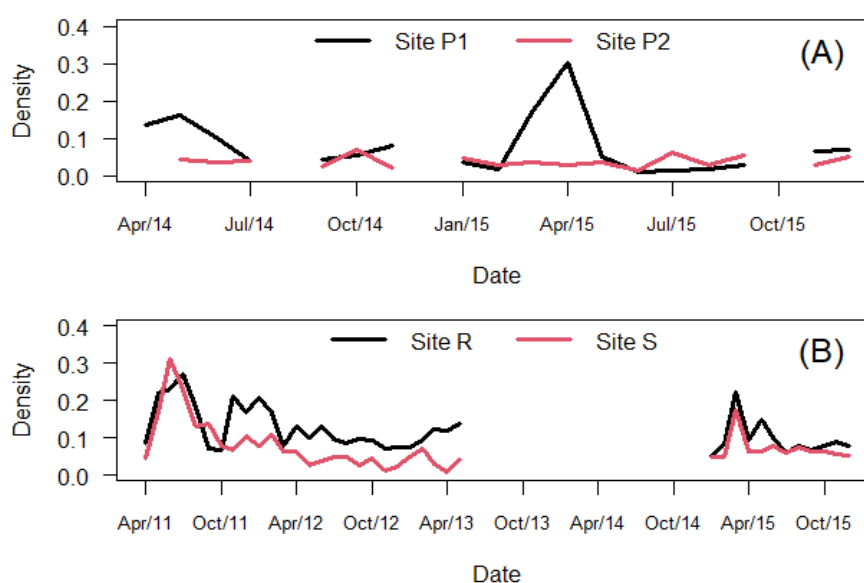 0.4
0.3
0.2
0.1
0.0
Density
Site P1 Site P2
(A)
Apr/14 Jul/14 Oct/14 Jan/15 Apr/15 Jul/15 Oct/15
Date
0.4
0.3
0.2
0.1
0.0
Density
Site R Site S
(B)
Apr/11 Oct/11 Apr/12 Oct/12 Apr/13 Oct/13 Apr/14 Oct/14 Apr/15 Oct/15
Date